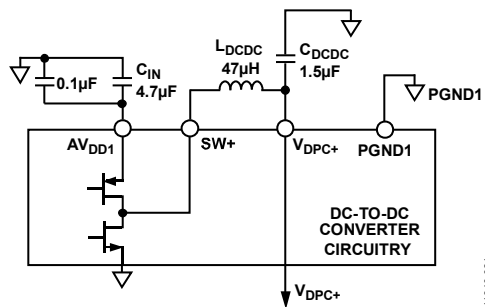 L_DCDC
47µH
C_DCDC
1.5µF
0.1µF
C_IN
4.7µF
PGND1
AV_DD1
SW+
V_DPC+
PGND1
DC-TO-DC
CONVERTER
CIRCUITRY
V_DPC+